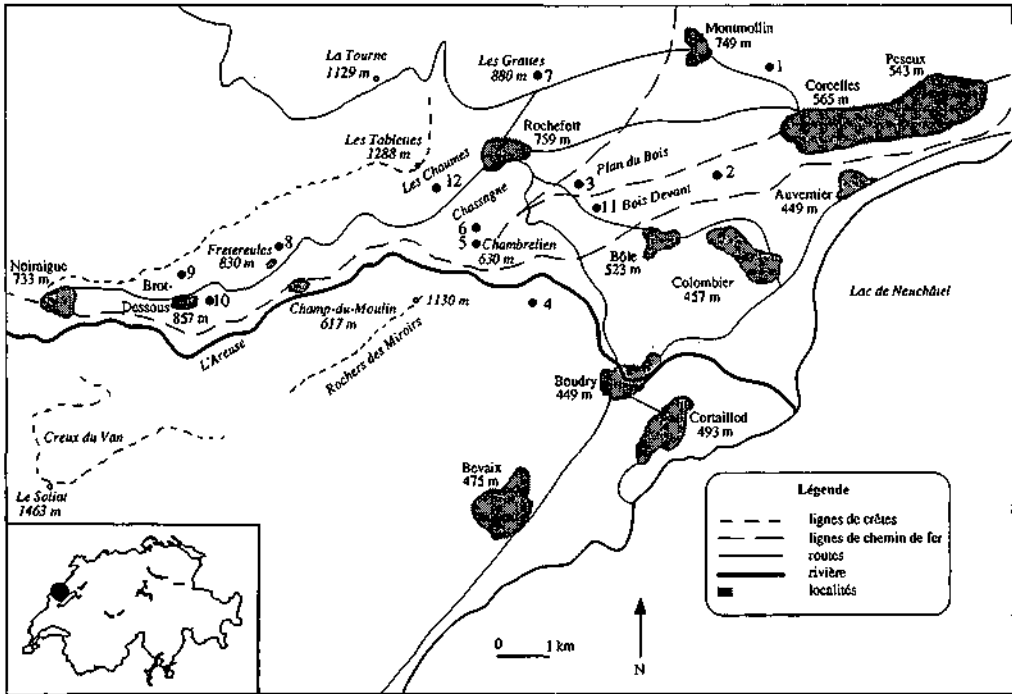 Montmollin
749 m
La Tourne
1129 m
Les Grattes
880 m
7
1
Peseux
543 m
Corcelles
565 m
Rochefort
759 m
Les Tablettes
1288 m
Les Chaumes
12
Plan du Bois
3
2
11 Bois Devant
Chassagne
6
5
Chambrelien
630 m
Auvernier
449 m
Fretereules
830 m
8
Bôle
523 m
Colombier
457 m
Noiraigue
733 m
9
Brot-
Dessous
857 m
10
Champ-du-Moulin
617 m
1130 m
4
Lac de Neuchâtel
L'Areuse
Rochers des Miroirs
Boudry
449 m
Cortaillod
493 m
Creux du Van
Le Soliat
1463 m
Bevaix
475 m
Légende
lignes de crêtes
lignes de chemin de fer
routes
rivière
localités
0 1 km
N